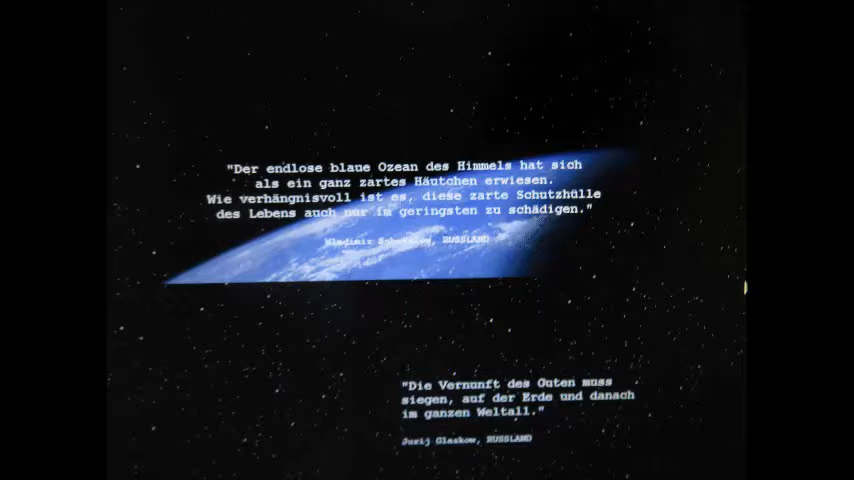 "Der endlose blaue Ozean des Himmels hat sich
als ein ganz zartes Häutchen erwiesen.
Wie verhängnisvoll ist es, diese zarte Schutzhülle
des Lebens auch nur im geringsten zu schädigen."
Wladimir RUSSLAND
"Die Vernunft des Guten muss
siegen, auf der Erde und danach
im ganzen Weltall."
Jurij Glaskow, RUSSLAND